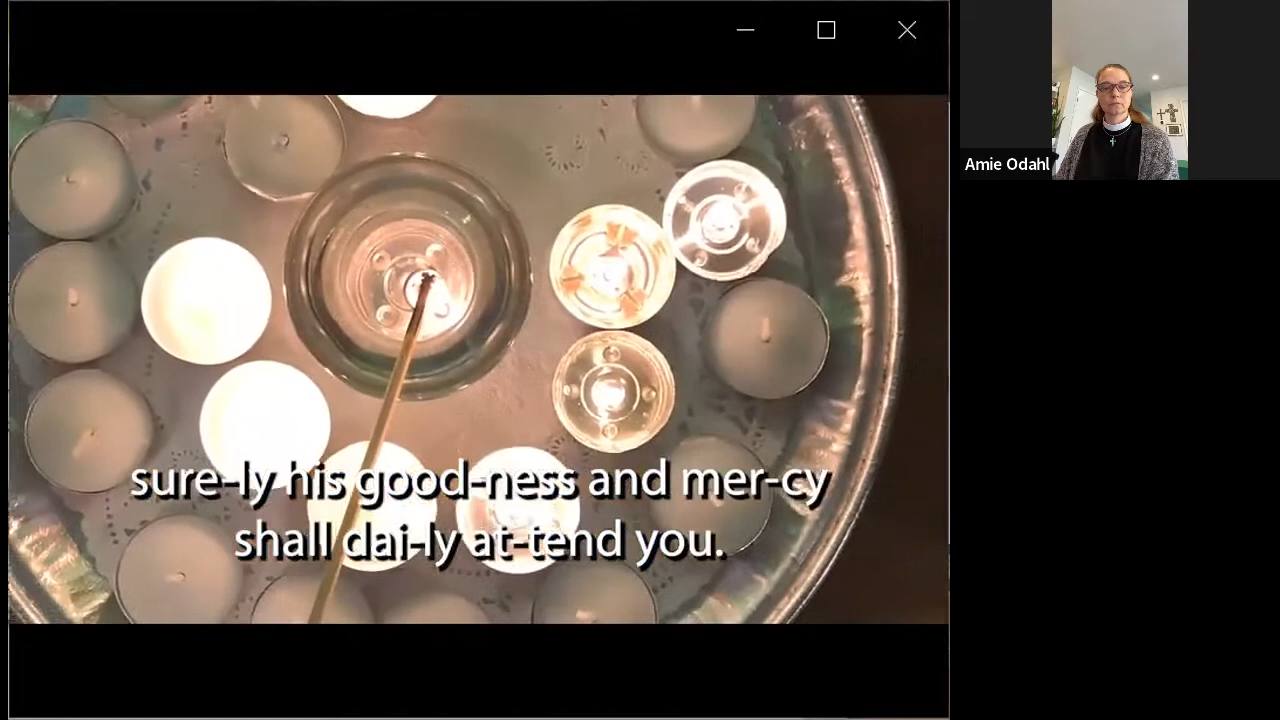 sure-ly his good-ness and mer-cy
shall dai-ly at-tend you.
Amie Odahl